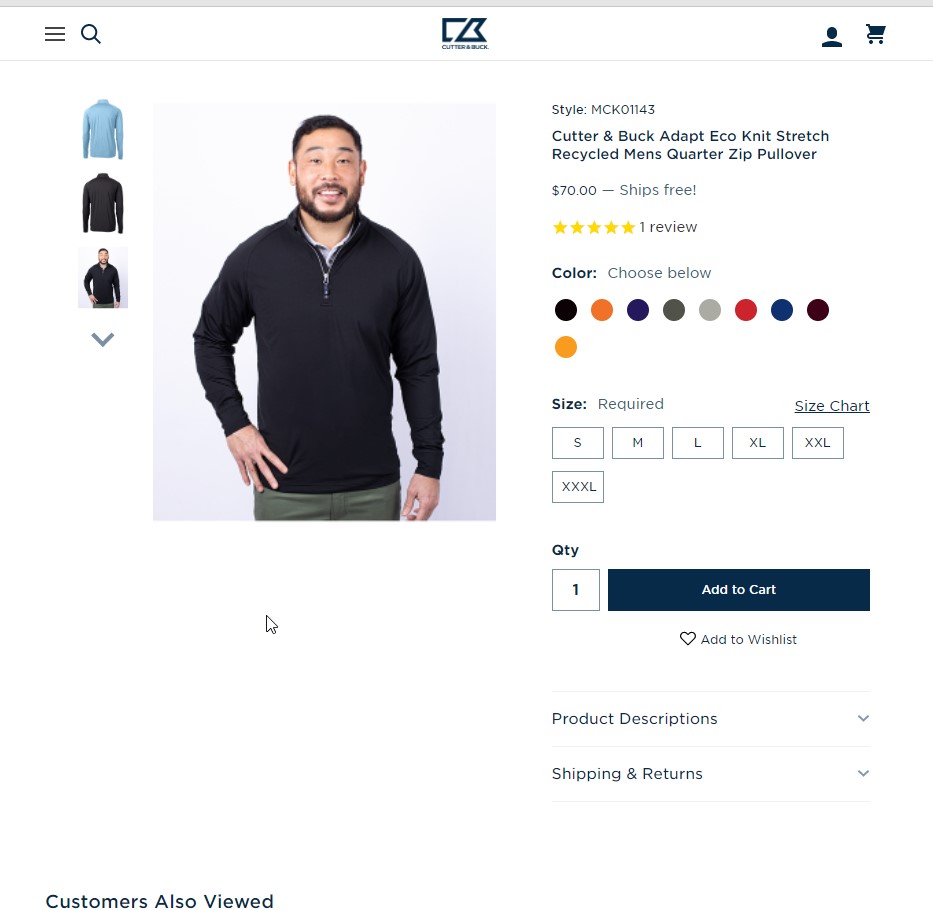 CUTTER & BUCK.
Style: MCK01143
Cutter & Buck Adapt Eco Knit Stretch
Recycled Mens Quarter Zip Pullover
$70.00 — Ships free!
1 review
Color: Choose below
Size: Required
Size Chart
S M L XL XXL
XXXL
Qty
1 Add to Cart
Add to Wishlist
Product Descriptions
Shipping & Returns
Customers Also Viewed